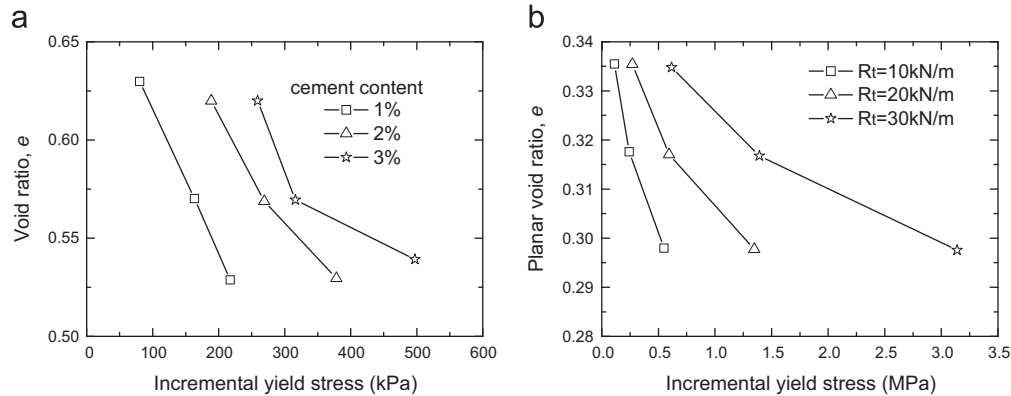 a
0.65
0.60
0.55
0.50
Void ratio, e
cement content
1%
2%
3%
0 100 200 300 400 500 600
Incremental yield stress (kPa)
b
0.34
0.33
0.32
0.31
0.30
0.29
0.28
Planar void ratio, e
Rt=10kN/m
Rt=20kN/m
Rt=30kN/m
0.0 0.5 1.0 1.5 2.0 2.5 3.0 3.5
Incremental yield stress (MPa)